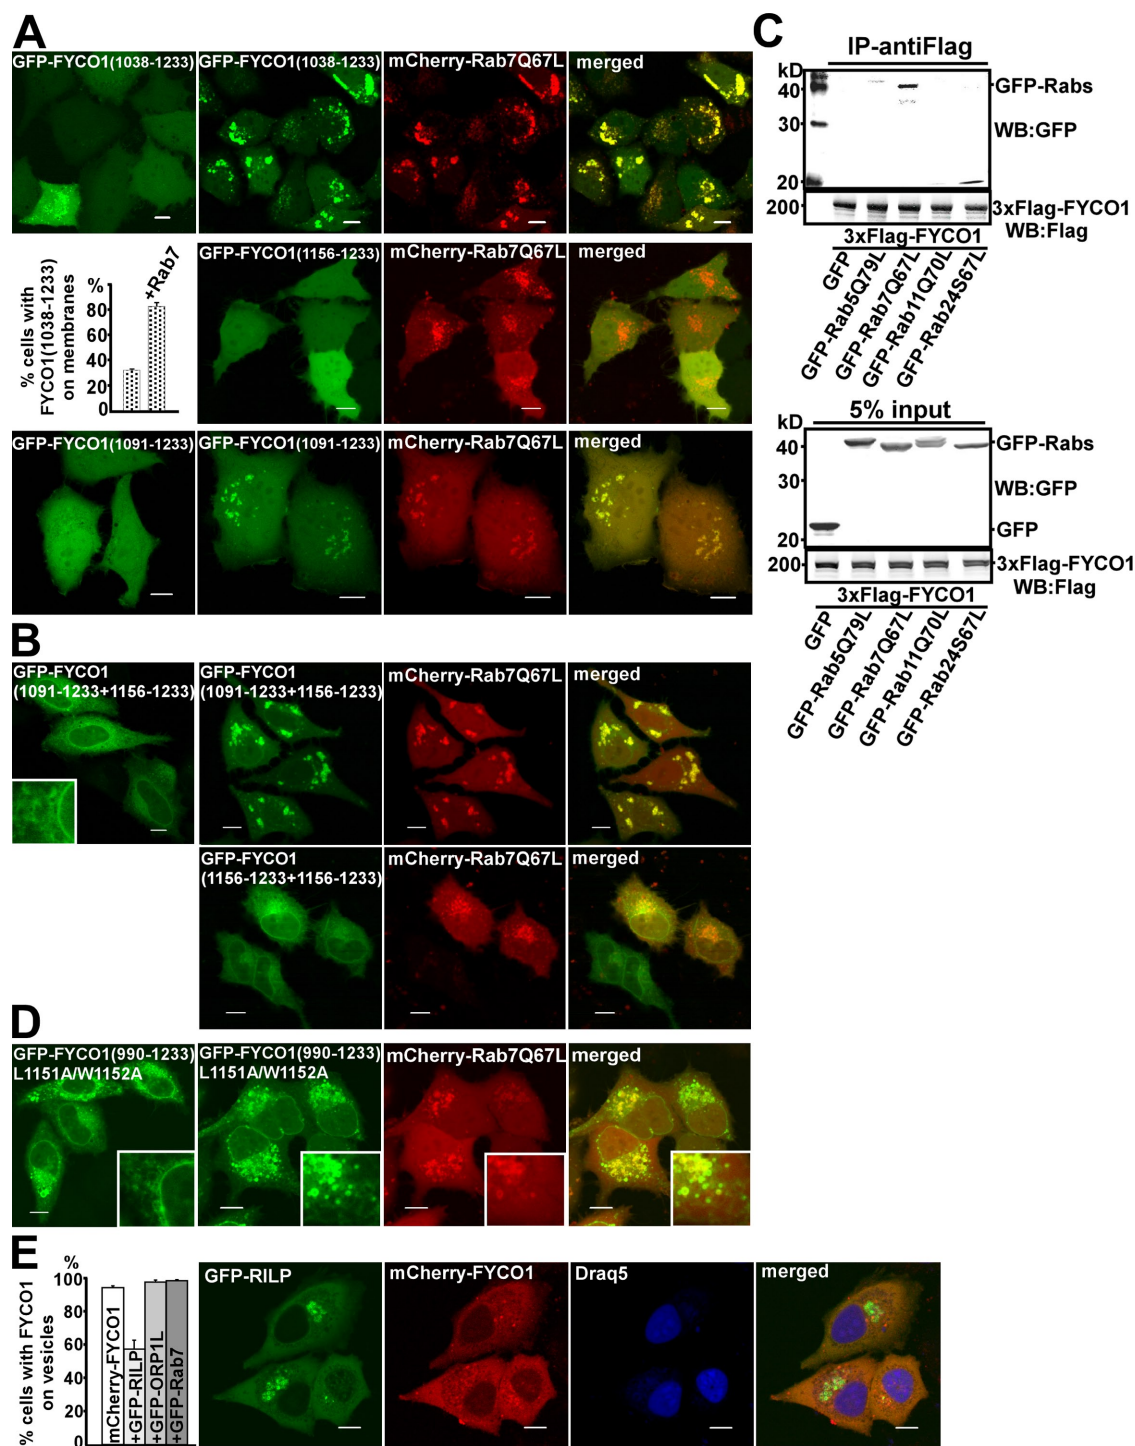 A
GFP-FYCO1(1038-1233)
GFP-FYCO1(1038-1233)
mCherry-Rab7Q67L
merged
% cells with
FYCO1(1038-1233)
on membranes
%
80
60
40
20
0
+Rab7
GFP-FYCO1(1156-1233)
mCherry-Rab7Q67L
merged
GFP-FYCO1(1091-1233)
GFP-FYCO1(1091-1233)
mCherry-Rab7Q67L
merged
B
GFP-FYCO1
(1091-1233+1156-1233)
GFP-FYCO1
(1091-1233+1156-1233)
mCherry-Rab7Q67L
merged
GFP-FYCO1
(1156-1233+1156-1233)
mCherry-Rab7Q67L
merged
C
IP-antiFlag
kD
40
30
20
200
GFP-Rabs
WB:GFP
3xFlag-FYCO1
WB:Flag
3xFlag-FYCO1
GFP
GFP-Rab5Q79L
GFP-Rab7Q67L
GFP-Rab11Q70L
GFP-Rab24S67L
5% input
kD
40
30
20
200
GFP-Rabs
WB:GFP
GFP
3xFlag-FYCO1
WB:Flag
3xFlag-FYCO1
GFP
GFP-Rab5Q79L
GFP-Rab7Q67L
GFP-Rab11Q70L
GFP-Rab24S67L
D
GFP-FYCO1(990-1233)
L1151A/W1152A
GFP-FYCO1(990-1233)
L1151A/W1152A
mCherry-Rab7Q67L
merged
E
% cells with FYCO1
on vesicles
%
100
80
60
40
20
0
mCherry-FYCO1
+GFP-RILP
+GFP-ORP1L
+GFP-Rab7
GFP-RILP
mCherry-FYCO1
Draq5
merged